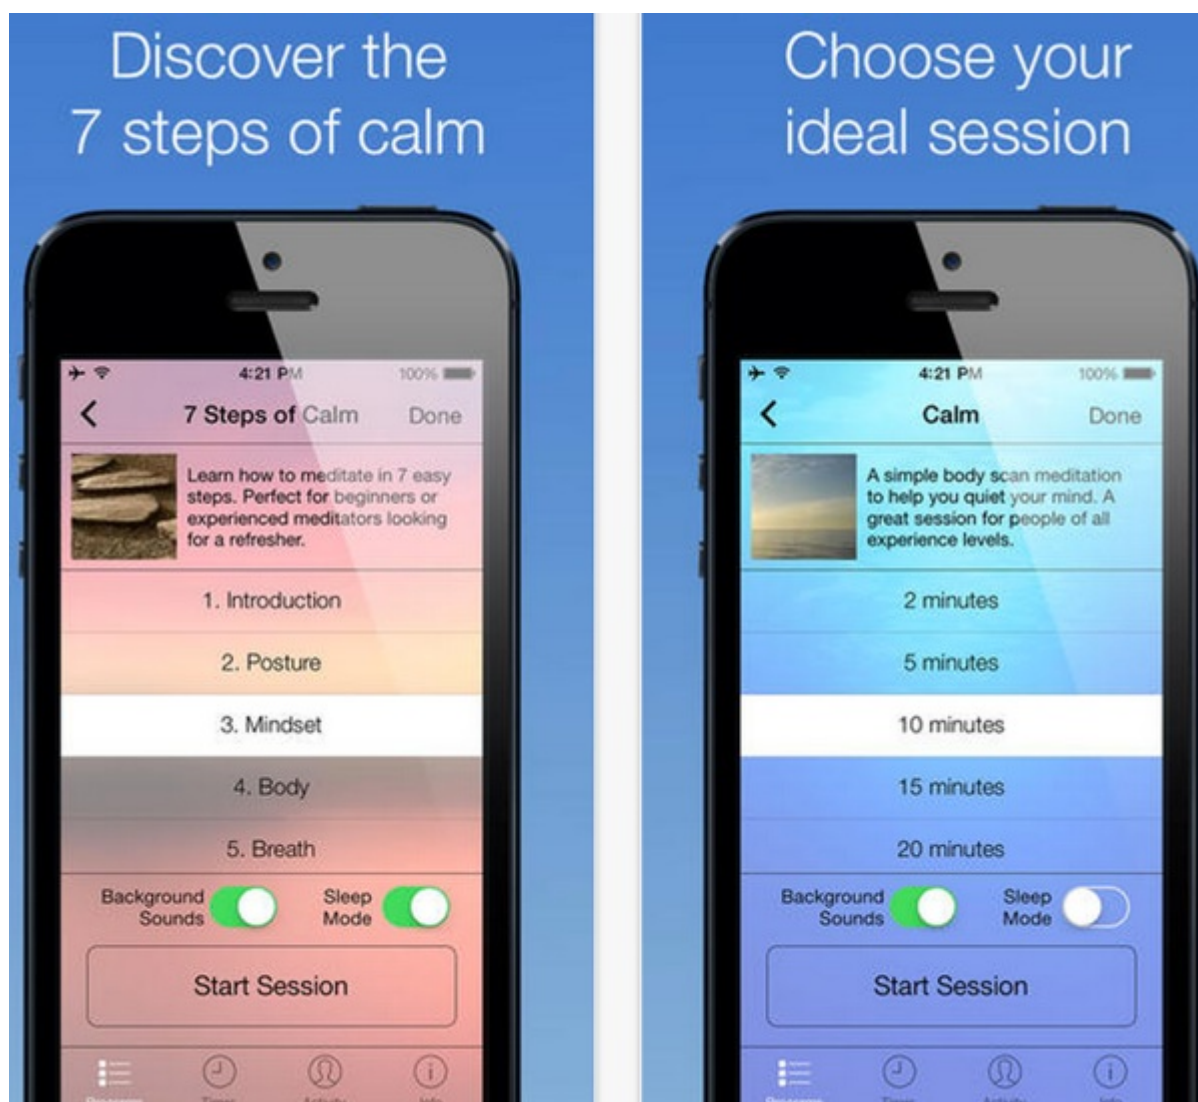 Discover the
7 steps of calm
4:21 PM
100%
7 Steps of Calm
Done
Learn how to meditate in 7 easy
steps. Perfect for beginners or
experienced meditators looking
for a refresher.
1. Introduction
2. Posture
3. Mindset
4. Body
5. Breath
Background
Sounds
Sleep
Mode
Start Session
Choose your
ideal session
4:21 PM
100%
Calm
Done
A simple body scan meditation
to help you quiet your mind. A
great session for people of all
experience levels.
2 minutes
5 minutes
10 minutes
15 minutes
20 minutes
Background
Sounds
Sleep
Mode
Start Session